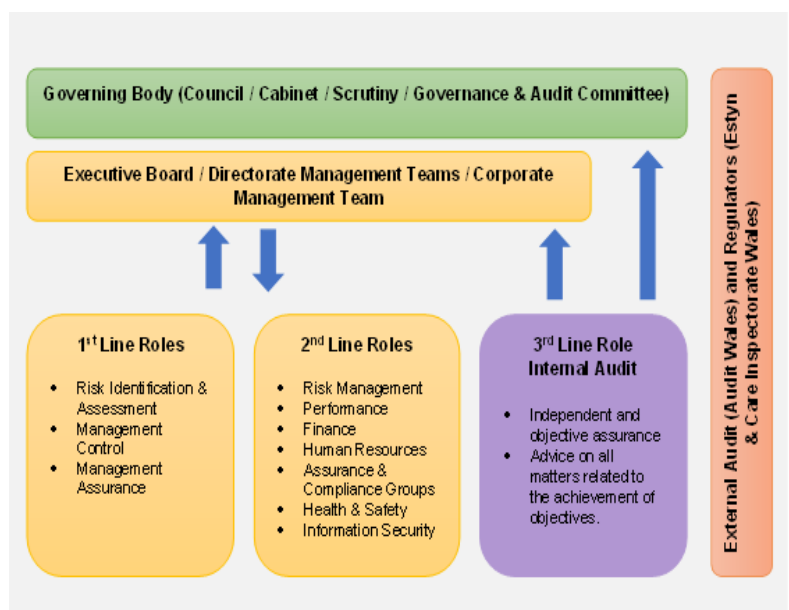 Governing Body (Council / Cabinet / Scrutiny / Governance & Audit Committee)
Executive Board / Directorate Management Teams / Corporate
Management Team
1st Line Roles
• Risk Identification &
Assessment
• Management
Control
• Management
Assurance
2nd Line Roles
• Risk Management
• Performance
• Finance
• Human Resources
• Assurance &
Compliance Groups
• Health & Safety
• Information Security
3rd Line Role
Internal Audit
• Independent and
objective assurance
• Advice on all
matters related to
the achievement of
objectives.
External Audit (Audit Wales) and Regulators (Estyn
& Care Inspectorate Wales)